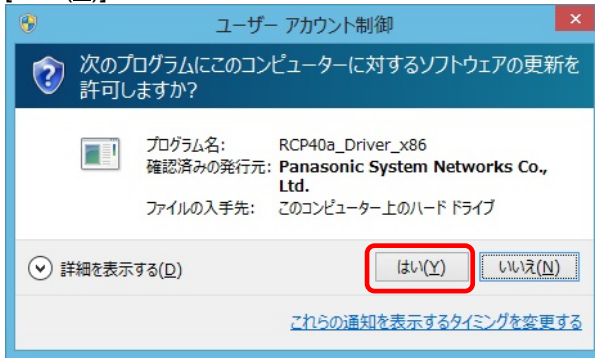 ユーザー アカウント制御
次のプログラムにこのコンピューターに対するソフトウェアの更新を
許可しますか?
プログラム名: RCP40a_Driver_x86
確認済みの発行元: Panasonic System Networks Co.,
Ltd.
ファイルの入手先: このコンピューター上のハード ドライブ
詳細を表示する(D)
はい(Y) いいえ(N)
これらの通知を表示するタイミングを変更する